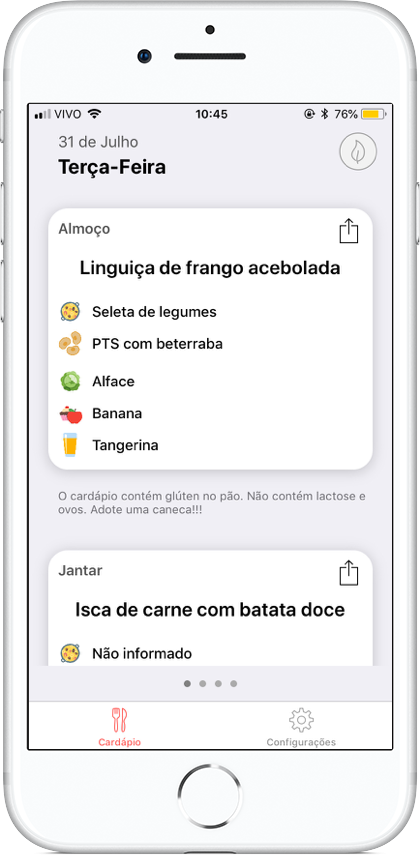 VIVO 10:45 76%
31 de Julho
Terça-Feira
Almoço
Linguiça de frango acebolada
Seleta de legumes
PTS com beterraba
Alface
Banana
Tangerina
O cardápio contém glúten no pão. Não contém lactose e
ovos. Adote uma caneca!!!
Jantar
Isca de carne com batata doce
Não informado
Cardápio
Configurações